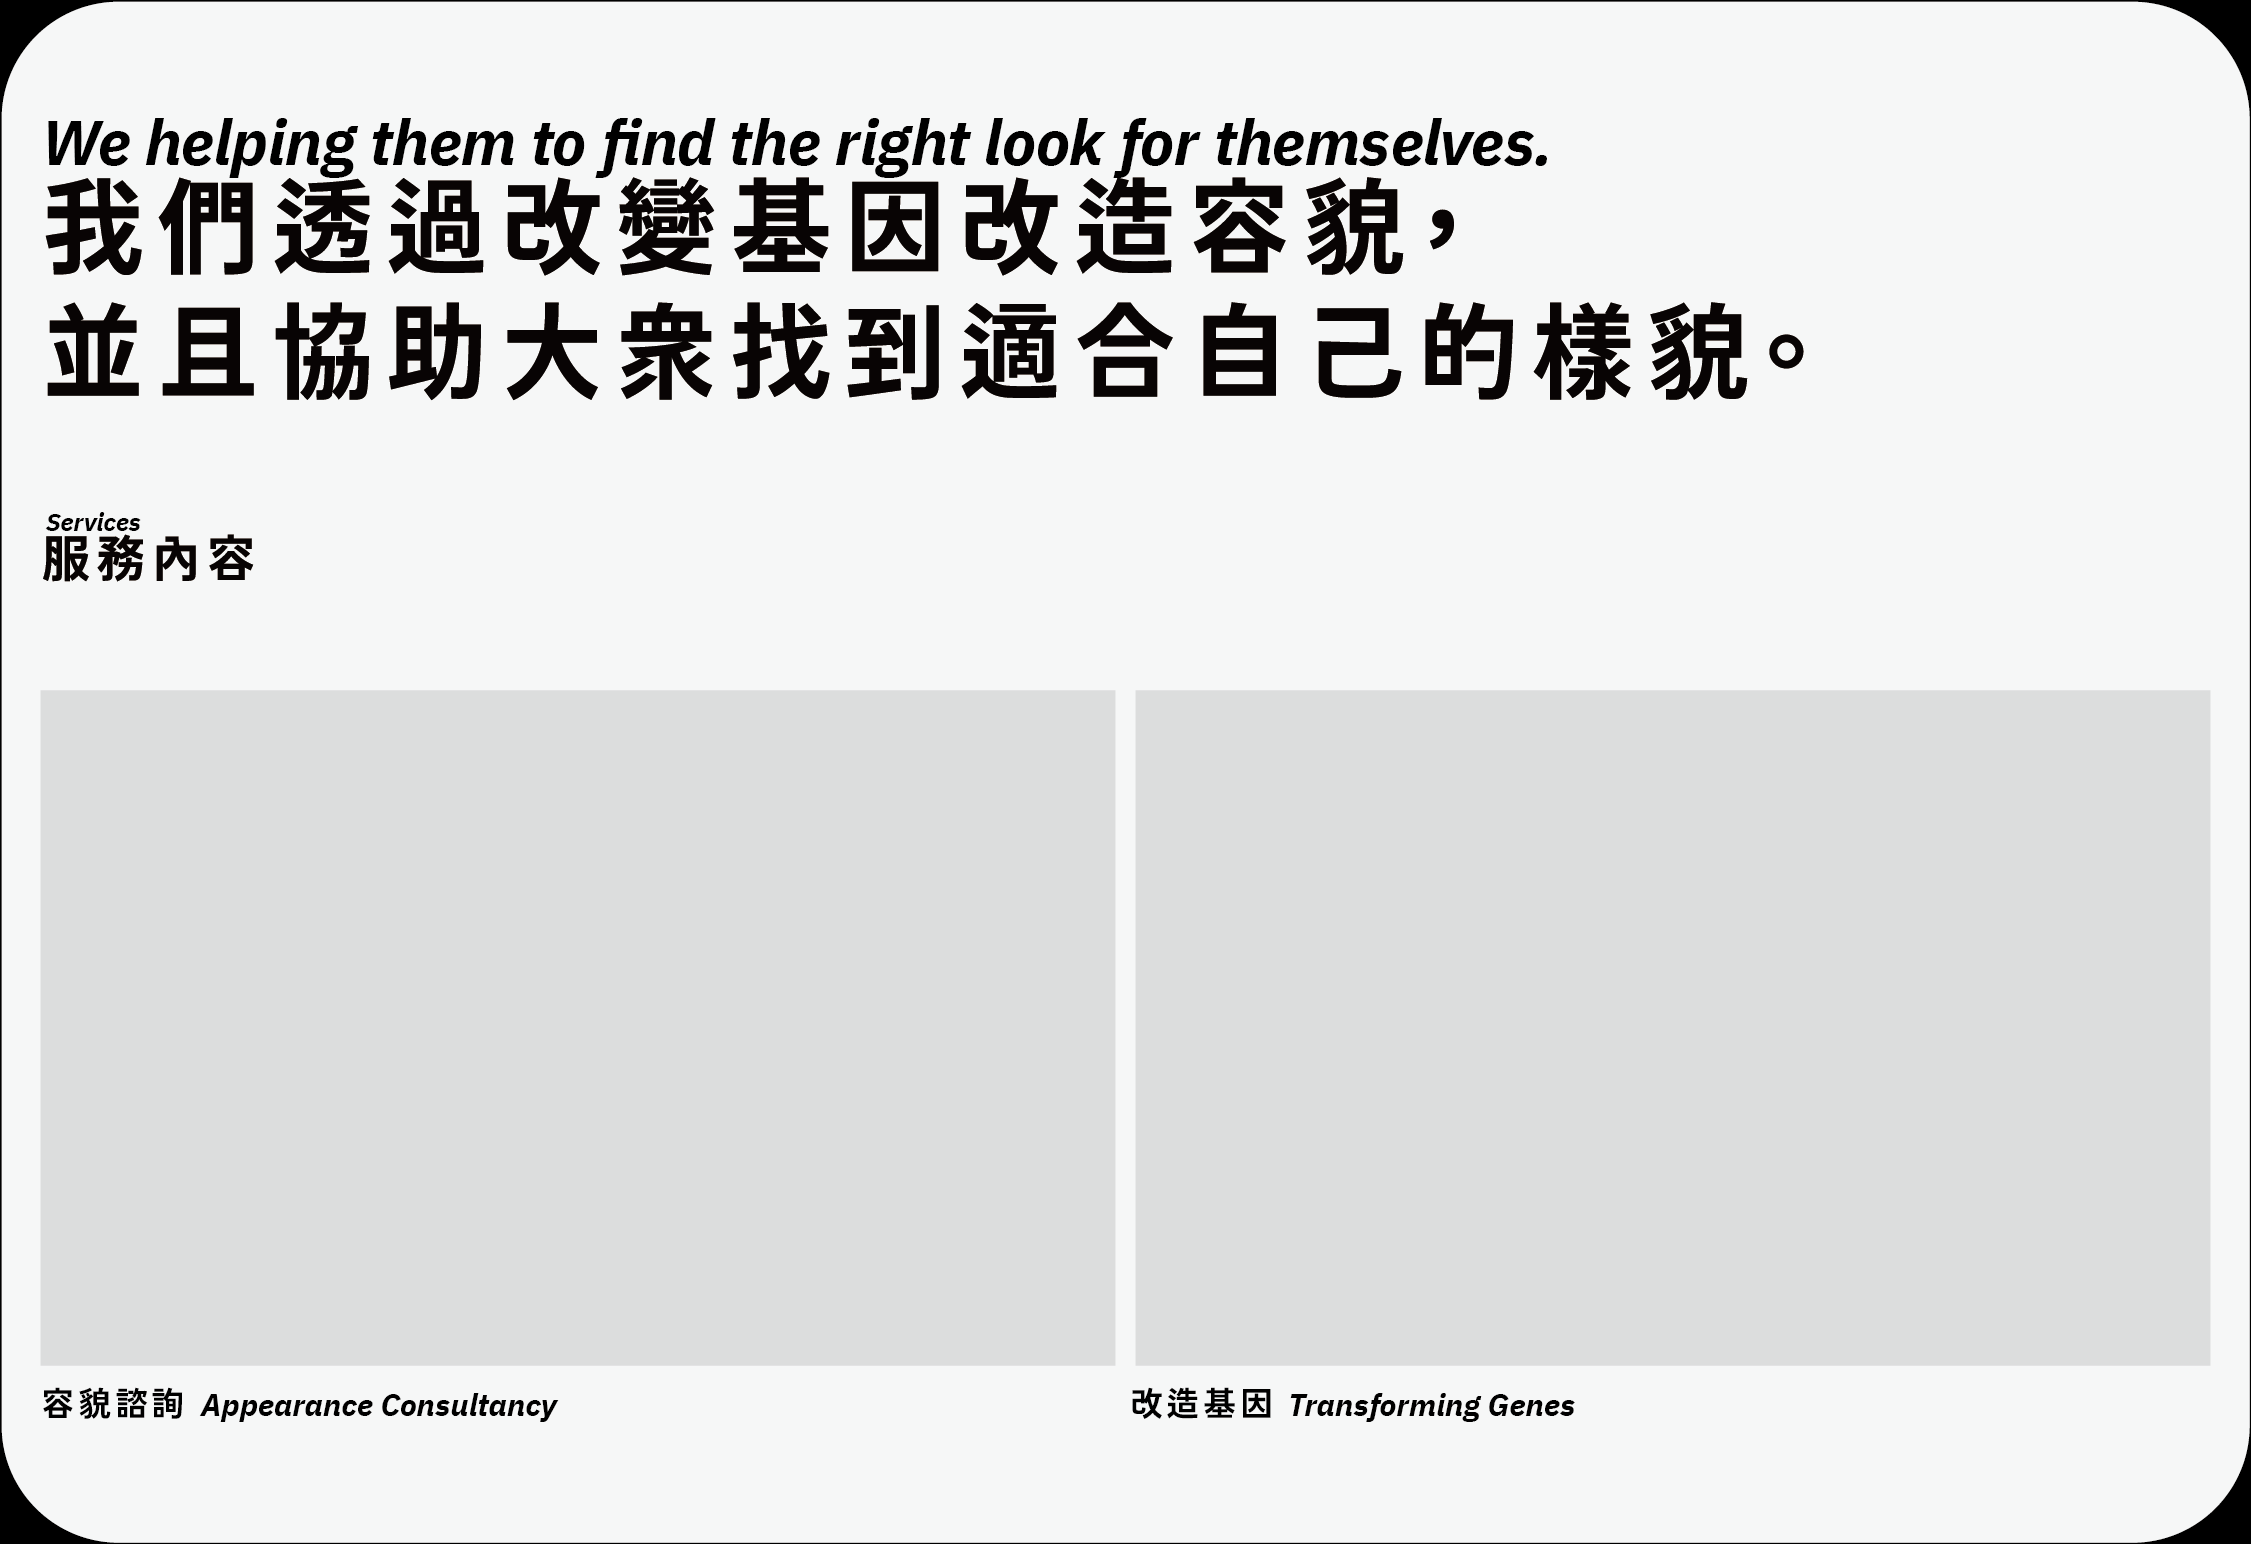 We helping them to find the right look for themselves.
我們透過改變基因改造容貌，
並且協助大衆找到適合自己的樣貌。
Services
服務內容
容貌諮詢 Appearance Consultancy
改造基因 Transforming Genes